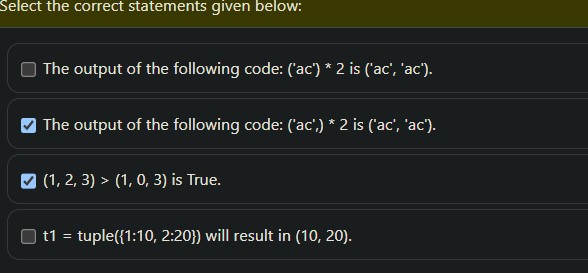 Select the correct statements given below:
The output of the following code: ('ac') * 2 is ('ac', 'ac').
The output of the following code: ('ac',) * 2 is ('ac', 'ac').
(1, 2, 3) > (1, 0, 3) is True.
t1 = tuple({1:10, 2:20}) will result in (10, 20).